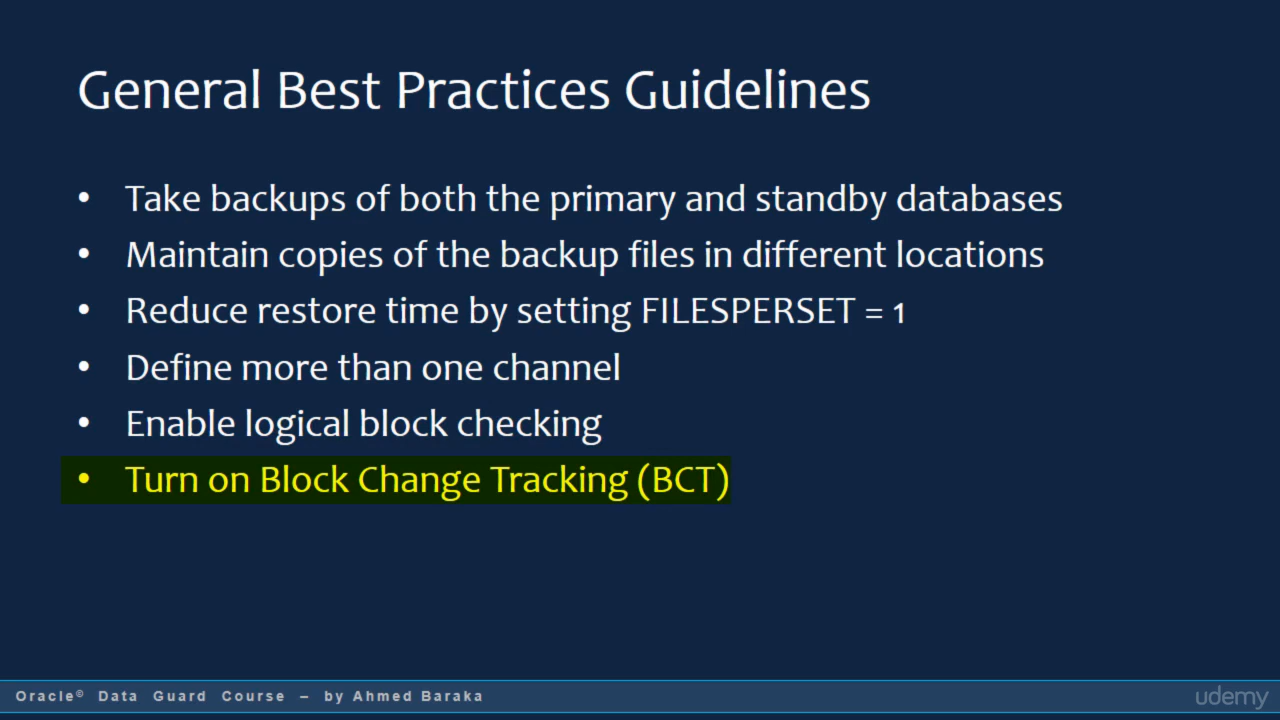 General Best Practices Guidelines
• Take backups of both the primary and standby databases
• Maintain copies of the backup files in different locations
• Reduce restore time by setting FILESPERSET = 1
• Define more than one channel
• Enable logical block checking
• Turn on Block Change Tracking (BCT)
Oracle© Data Guard Course – by Ahmed Baraka
udemy